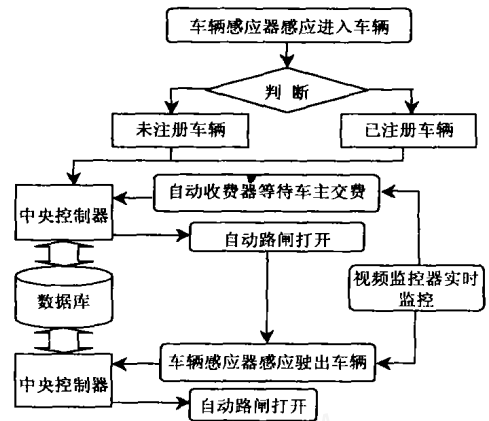 车辆感应器感应进入车辆
判 断
未注册车辆
已注册车辆
自动收费器等待车主交费
中央控制器
自动路闸打开
视频监控器实时
监控
数据库
车辆感应器感应驶出车辆
中央控制器
自动路闸打开